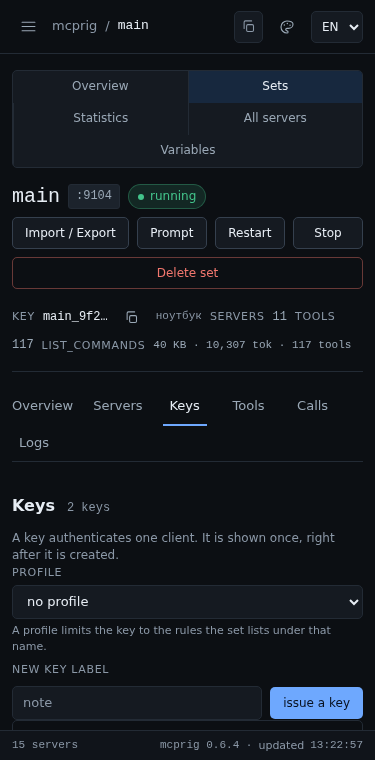 mcprig / main
EN
Overview
Sets
Statistics
All servers
Variables
main :9104 running
Import / Export
Prompt
Restart
Stop
Delete set
KEY main_9f2… ноутбук SERVERS 11 TOOLS
117 LIST_COMMANDS 40 KB · 10,307 tok · 117 tools
Overview
Servers
Keys
Tools
Calls
Logs
Keys 2 keys
A key authenticates one client. It is shown once, right
after it is created.
PROFILE
no profile
A profile limits the key to the rules the set lists under that
name.
NEW KEY LABEL
note
issue a key
15 servers
mcprig 0.6.4 · updated 13:22:57